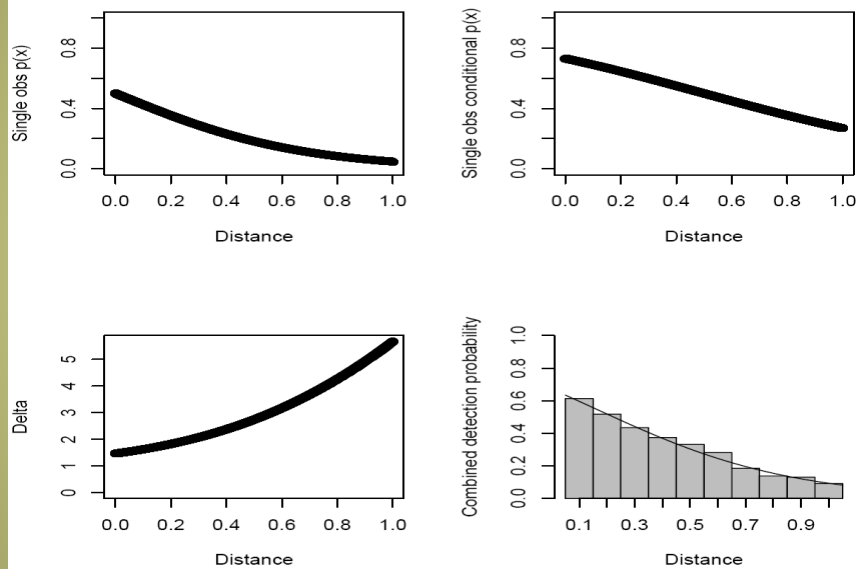 Single obs p(x)
0.8
0.4
0.0
0.0 0.2 0.4 0.6 0.8 1.0
Distance
Single obs conditional p(x)
0.8
0.4
0.0
0.0 0.2 0.4 0.6 0.8 1.0
Distance
Delta
5
4
3
2
1
0
0.0 0.2 0.4 0.6 0.8 1.0
Distance
Combined detection probability
1.0
0.8
0.6
0.4
0.2
0.0
0.1 0.3 0.5 0.7 0.9
Distance